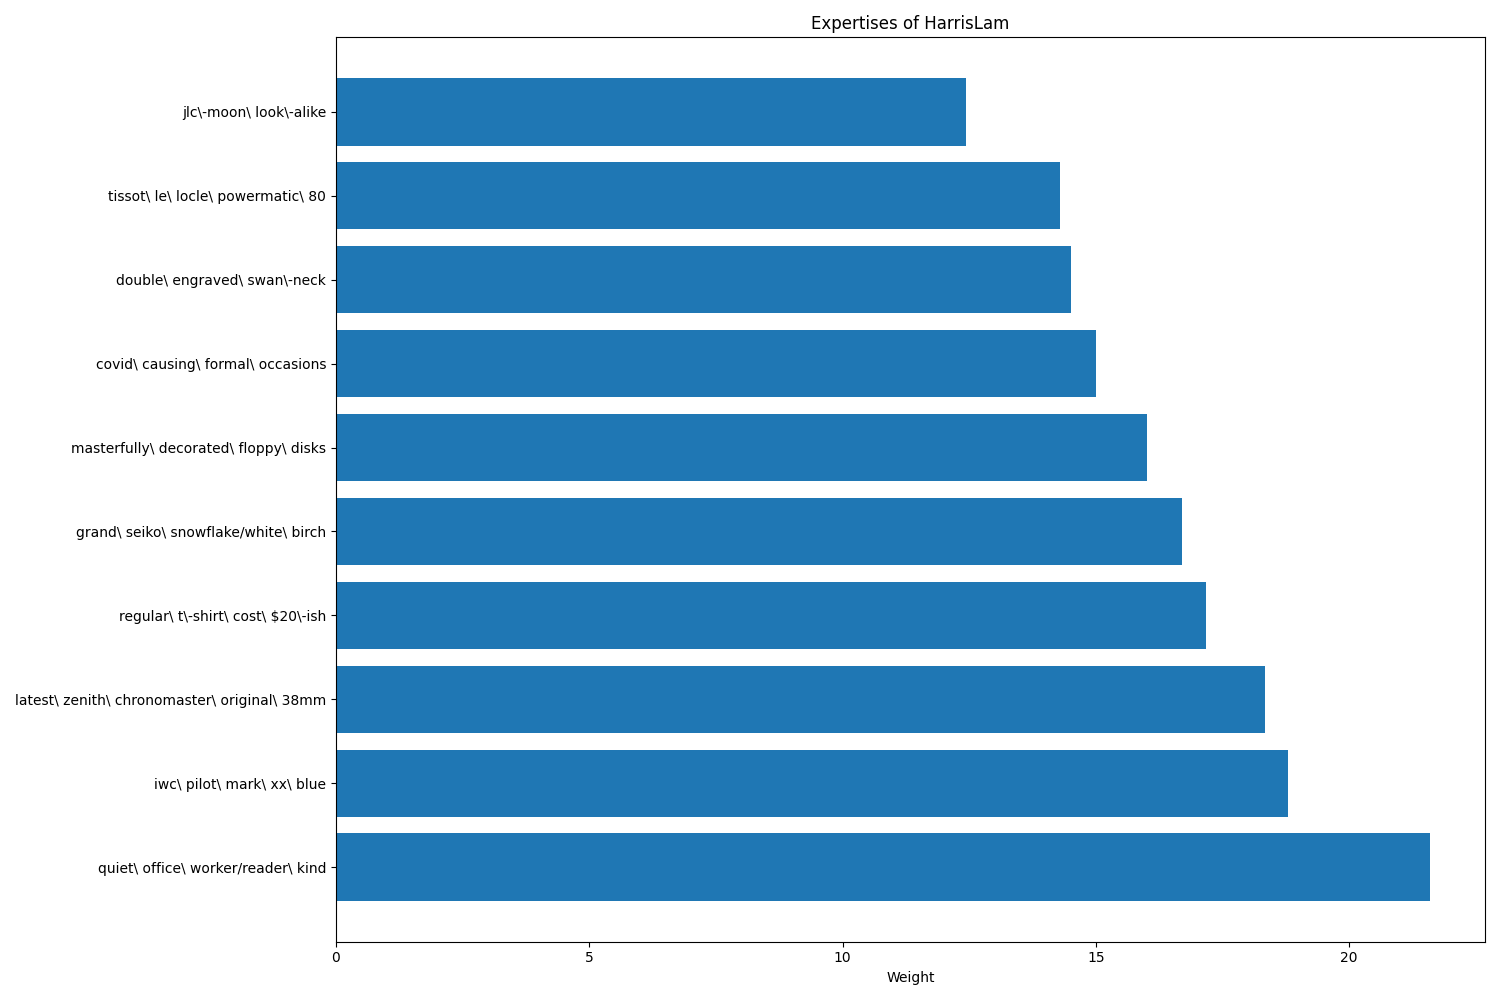 Expertises of HarrisLam
jlc\-moon\ look\-alike
tissot\ le\ locle\ powermatic\ 80
double\ engraved\ swan\-neck
covid\ causing\ formal\ occasions
masterfully\ decorated\ floppy\ disks
grand\ seiko\ snowflake/white\ birch
regular\ t\-shirt\ cost\ $20\-ish
latest\ zenith\ chronomaster\ original\ 38mm
iwc\ pilot\ mark\ xx\ blue
quiet\ office\ worker/reader\ kind
0 5 10 15 20
Weight